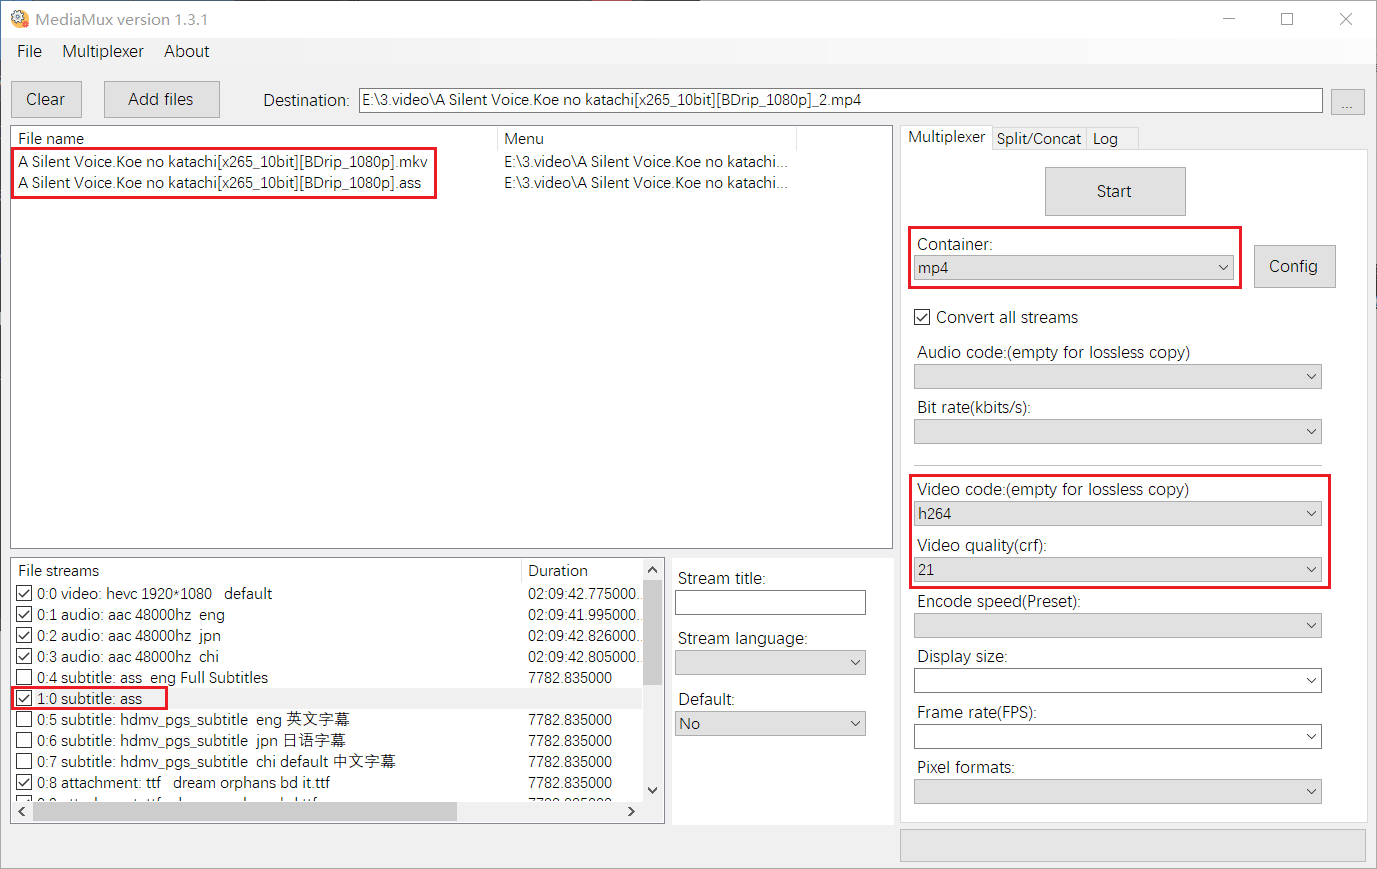 MediaMux version 1.3.1
File Multiplexer About
Clear Add files Destination: E:\3.video\A Silent Voice.Koe no katachi[x265_10bit][BDrip_1080p]_2.mp4 ...
File name Menu
A Silent Voice.Koe no katachi[x265_10bit][BDrip_1080p].mkv E:\3.video\A Silent Voice.Koe no katachi...
A Silent Voice.Koe no katachi[x265_10bit][BDrip_1080p].ass E:\3.video\A Silent Voice.Koe no katachi...
Multiplexer Split/Concat Log
Start
Container:
mp4
Config
Convert all streams
Audio code:(empty for lossless copy)
Bit rate(kbits/s):
Video code:(empty for lossless copy)
h264
Video quality(crf):
21
Encode speed(Preset):
Display size:
Frame rate(FPS):
Pixel formats:
File streams Duration
0:0 video: hevc 1920*1080 default 02:09:42.775000...
0:1 audio: aac 48000hz eng 02:09:41.995000...
0:2 audio: aac 48000hz jpn 02:09:42.826000...
0:3 audio: aac 48000hz chi 02:09:42.805000...
0:4 subtitle: ass eng Full Subtitles 7782.835000
1:0 subtitle: ass
0:5 subtitle: hdmv_pgs_subtitle eng 英文字幕 7782.835000
0:6 subtitle: hdmv_pgs_subtitle jpn 日语字幕 7782.835000
0:7 subtitle: hdmv_pgs_subtitle chi default 中文字幕 7782.835000
0:8 attachment: ttf dream orphans bd it.ttf 7782.835000
Stream title:
Stream language:
Default:
No